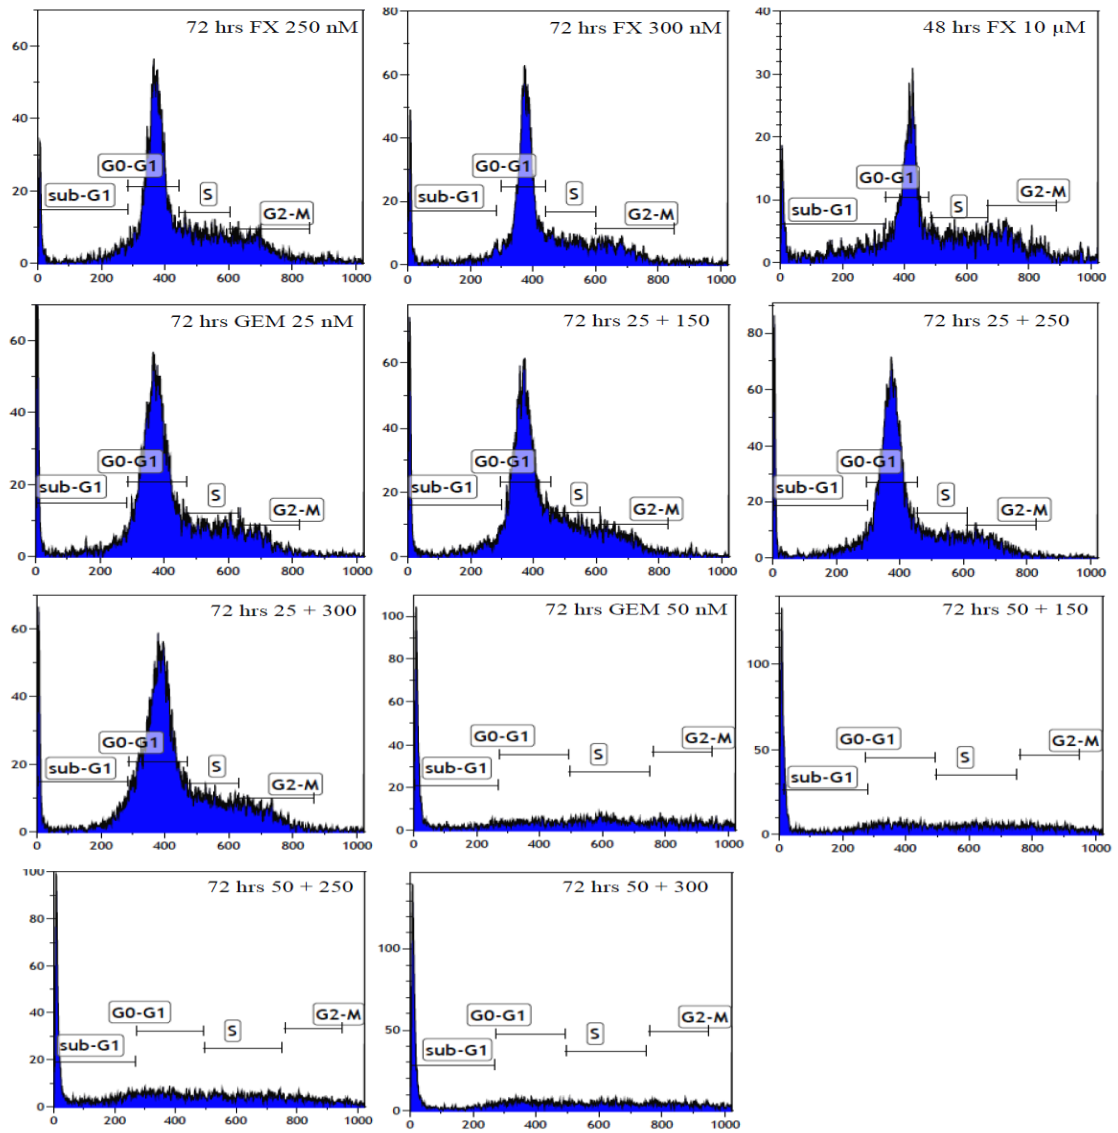 72 hrs FX 250 nM
60
40
20
0
G0-G1
S
sub-G1
G2-M
0 200 400 600 800 1000
72 hrs FX 300 nM
80
60
40
20
0
G0-G1
S
sub-G1
G2-M
0 200 400 600 800 1000
48 hrs FX 10 µM
40
30
20
10
0
G0-G1
S
sub-G1
G2-M
0 200 400 600 800 1000
72 hrs GEM 25 nM
60
40
20
0
G0-G1
S
sub-G1
G2-M
0 200 400 600 800 1000
72 hrs 25 + 150
60
40
20
0
G0-G1
S
sub-G1
G2-M
0 200 400 600 800 1000
72 hrs 25 + 250
80
60
40
20
0
G0-G1
S
sub-G1
G2-M
0 200 400 600 800 1000
72 hrs 25 + 300
60
40
20
0
G0-G1
S
sub-G1
G2-M
0 200 400 600 800 1000
72 hrs GEM 50 nM
100
80
60
40
20
0
G0-G1
S
sub-G1
G2-M
0 200 400 600 800 1000
72 hrs 50 + 150
100
50
0
G0-G1
S
sub-G1
G2-M
0 200 400 600 800 1000
72 hrs 50 + 250
100
80
60
40
20
0
G0-G1
S
sub-G1
G2-M
0 200 400 600 800 1000
72 hrs 50 + 300
100
50
0
G0-G1
S
sub-G1
G2-M
0 200 400 600 800 1000